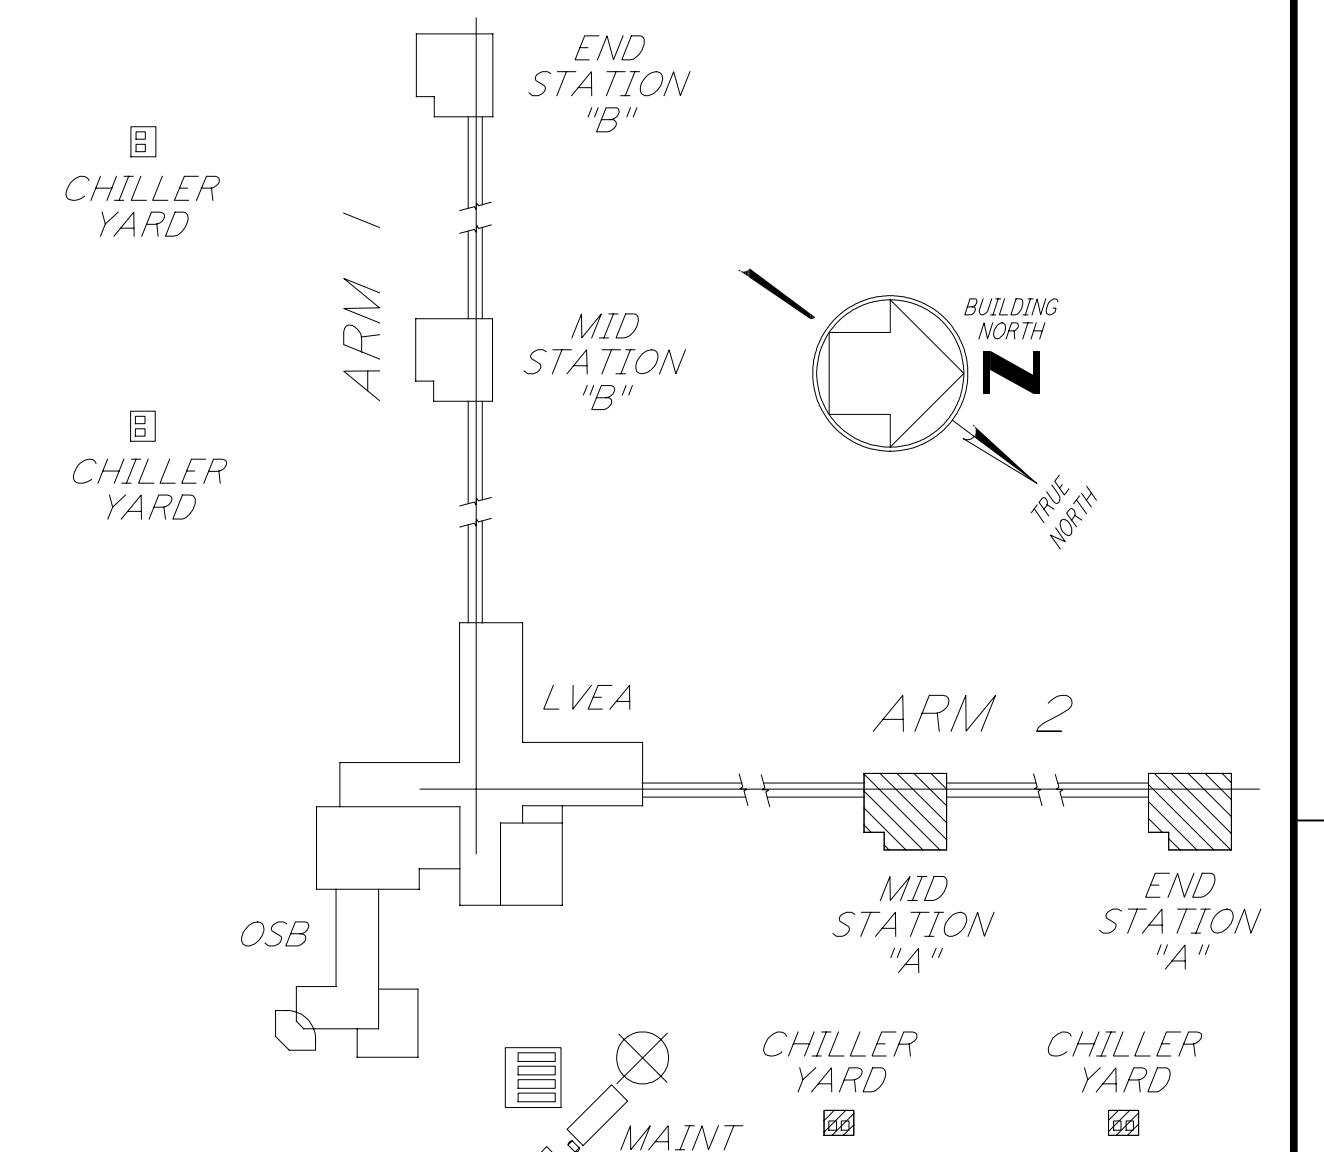 END
STATION
"B"
CHILLER
YARD
ARM 1
BUILDING
NORTH
N
MID
STATION
"B"
CHILLER
YARD
TRUE
NORTH
LVEA
ARM 2
MID
STATION
"A"
END
STATION
"A"
OSB
CHILLER
YARD
CHILLER
YARD
MAINT